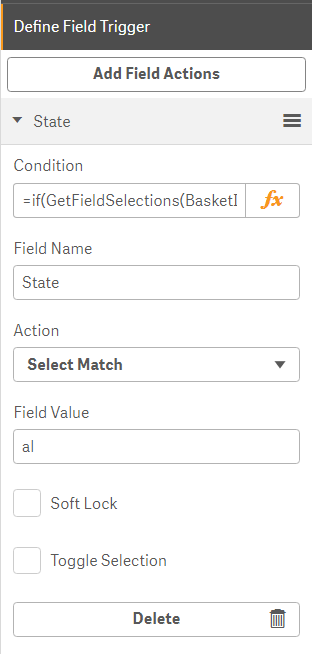 Define Field Trigger
Add Field Actions
State
Condition
=if(GetFieldSelections(BasketI
fx
Field Name
State
Action
Select Match
Field Value
al
Soft Lock
Toggle Selection
Delete